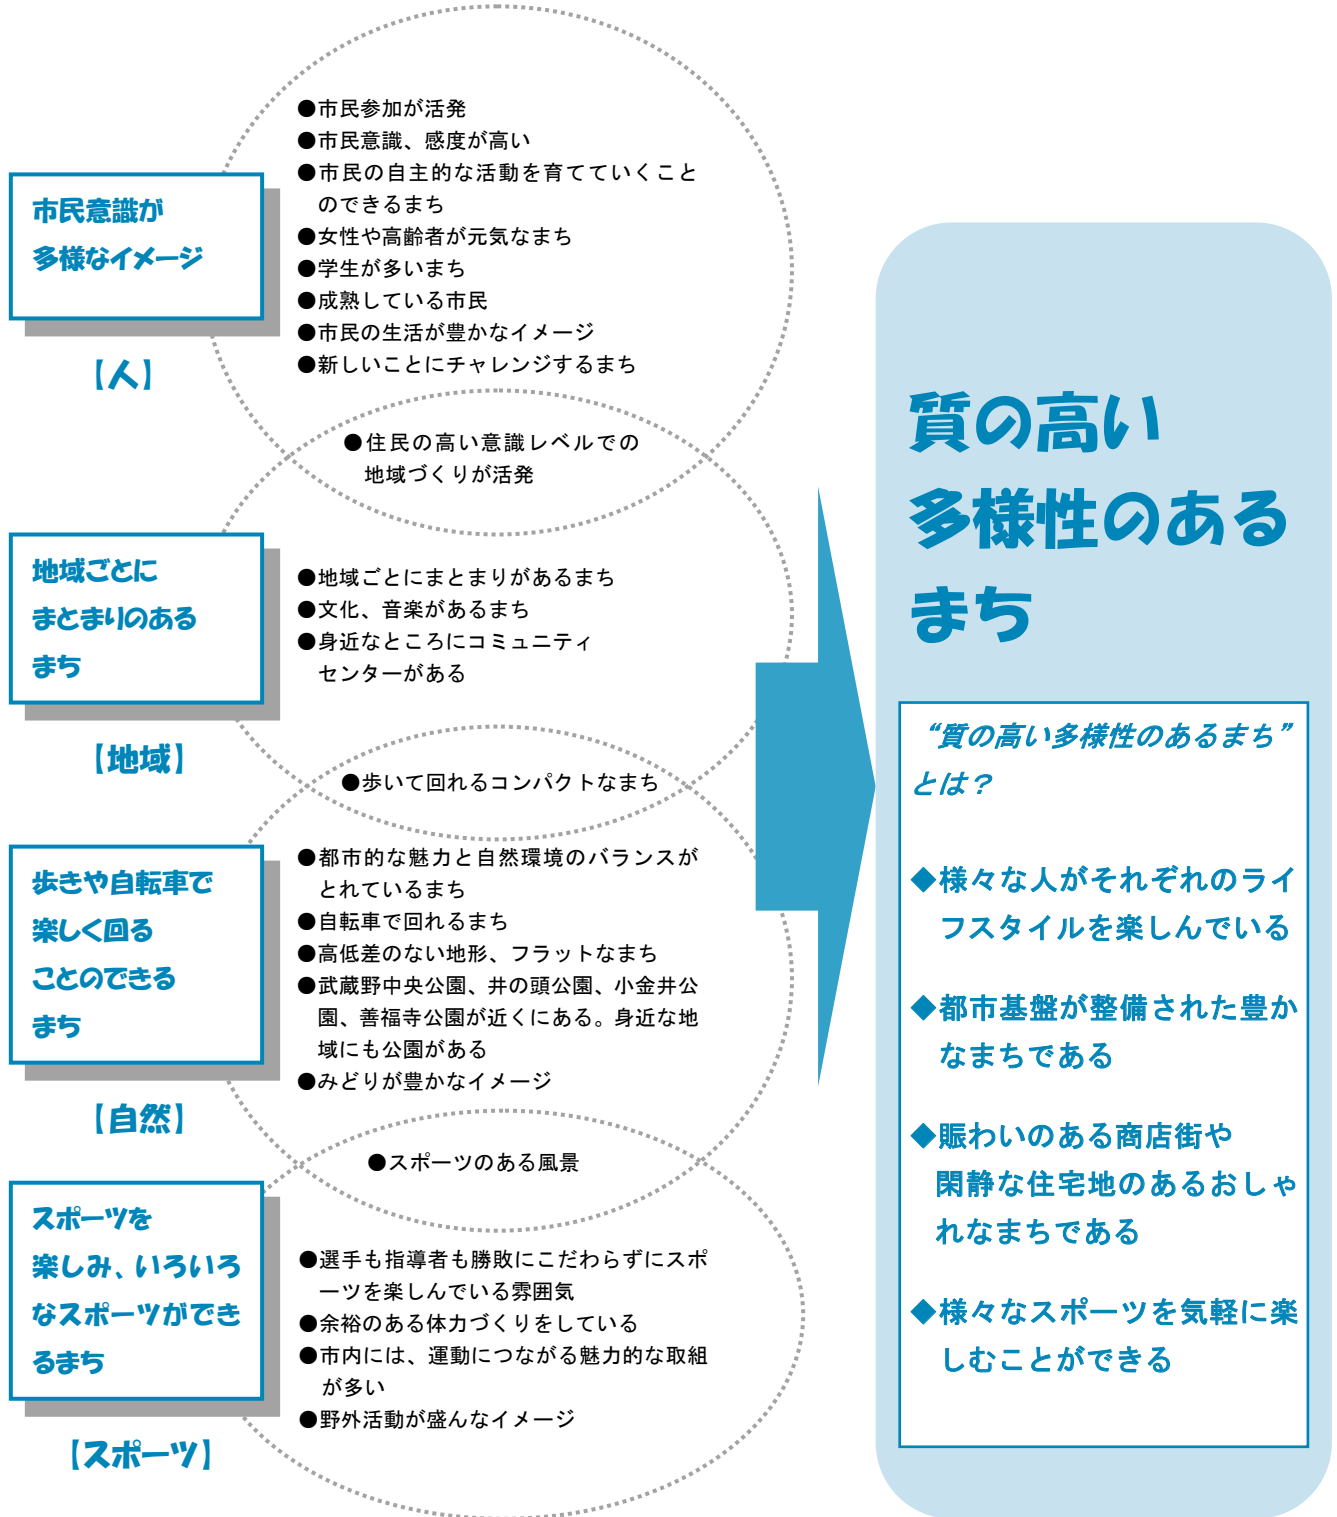 市民意識が
多様なイメージ
【人】
●市民参加が活発
●市民意識、感度が高い
●市民の自主的な活動を育てていくこと
のできるまち
●女性や高齢者が元気なまち
●学生が多いまち
●成熟している市民
●市民の生活が豊かなイメージ
●新しいことにチャレンジするまち
●住民の高い意識レベルでの
地域づくりが活発
地域ごとに
まとまりのある
まち
【地域】
●地域ごとにまとまりがあるまち
●文化、音楽があるまち
●身近なところにコミュニティ
センターがある
●歩いて回れるコンパクトなまち
歩きや自転車で
楽しく回る
ことのできる
まち
【自然】
●都市的な魅力と自然環境のバランスが
とれているまち
●自転車で回れるまち
●高低差のない地形、フラットなまち
●武蔵野中央公園、井の頭公園、小金井公
園、善福寺公園が近くにある。身近な地
域にも公園がある
●みどりが豊かなイメージ
●スポーツのある風景
スポーツを
楽しみ、いろいろ
なスポーツができ
るまち
【スポーツ】
●選手も指導者も勝敗にこだわらずにスポ
ーツを楽しんでいる雰囲気
●余裕のある体力づくりをしている
●市内には、運動につながる魅力的な取組
が多い
●野外活動が盛んなイメージ
質の高い
多様性のある
まち
“質の高い多様性のあるまち”
とは？
◆様々な人がそれぞれのライ
フスタイルを楽しんでいる
◆都市基盤が整備された豊か
なまちである
◆賑わいのある商店街や
閑静な住宅地のあるおしゃ
れなまちである
◆様々なスポーツを気軽に楽
しむことができる